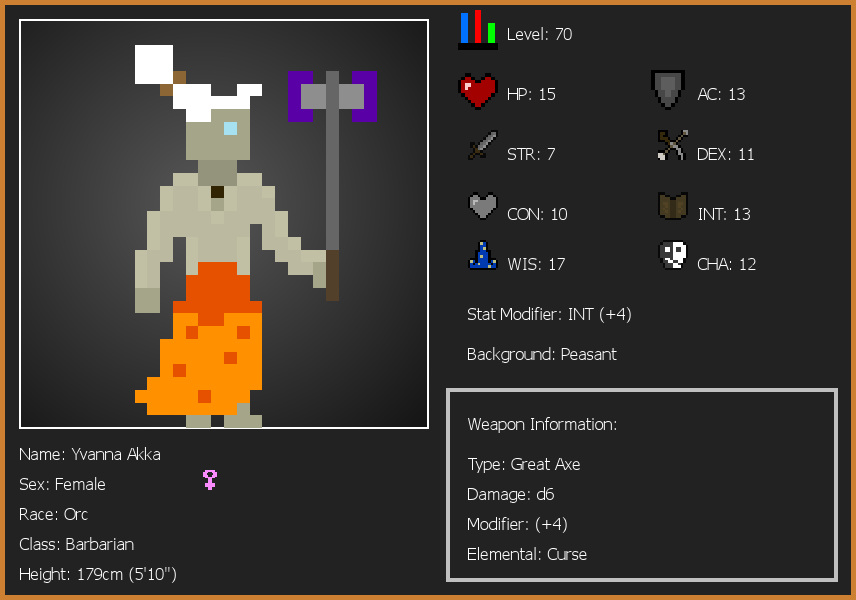 Level: 70
HP: 15
AC: 13
STR: 7
DEX: 11
CON: 10
INT: 13
WIS: 17
CHA: 12
Stat Modifier: INT (+4)
Background: Peasant
Weapon Information:
Type: Great Axe
Damage: d6
Modifier: (+4)
Elemental: Curse
Name: Yvanna Akka
Sex: Female
Race: Orc
Class: Barbarian
Height: 179cm (5'10")